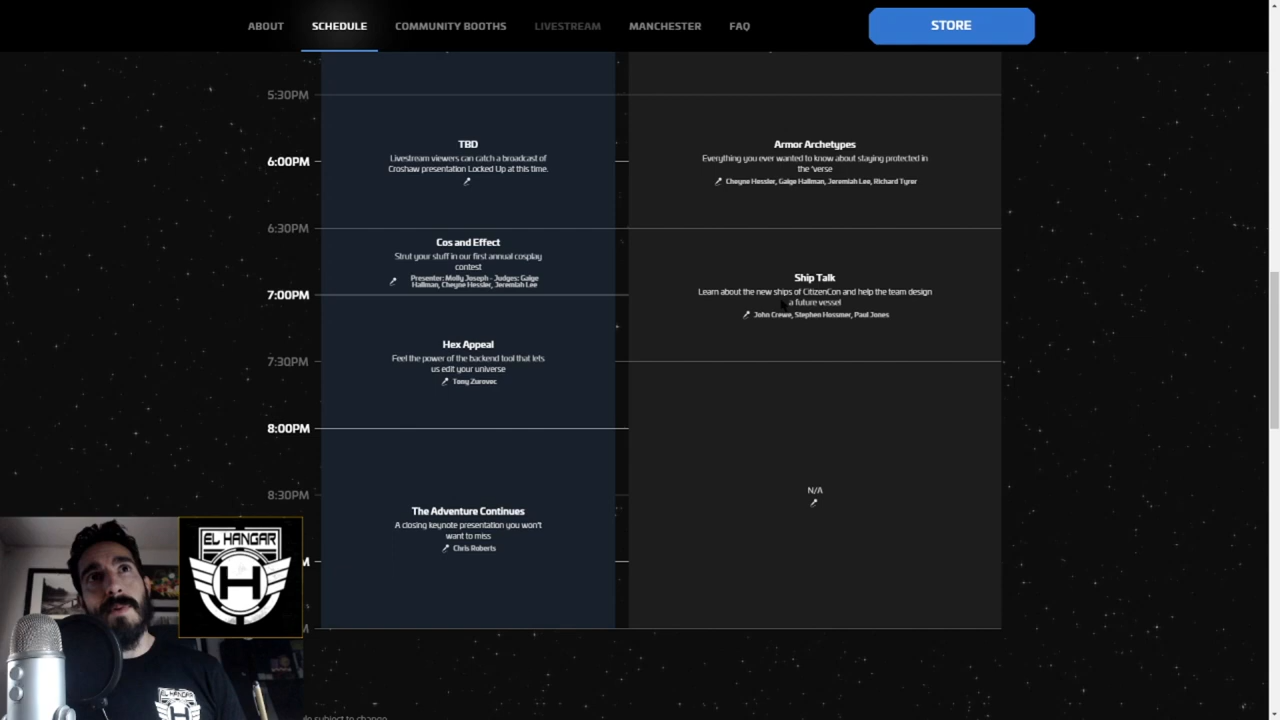 ABOUT
SCHEDULE
COMMUNITY BOOTHS
LIVESTREAM
MANCHESTER
FAQ
STORE
5:30PM
6:00PM
6:30PM
7:00PM
7:30PM
8:00PM
8:30PM
M
TBD
Livestream viewers can catch a broadcast of
Croshaw presentation Locked Up at this time.
Cos and Effect
Strut your stuff in our first annual cosplay
contest
Presenter: Molly Joseph - Judges: Gaige
Hallman, Cheyne Hessler, Jeremiah Lee
Hex Appeal
Feel the power of the backend tool that lets
us edit your universe
Tony Zurovec
The Adventure Continues
A closing keynote presentation you won't
want to miss
Chris Roberts
Armor Archetypes
Everything you ever wanted to know about staying protected in
the 'verse
Cheyne Hessler, Gaige Hallman, Jeremiah Lee, Richard Tyrer
Ship Talk
Learn about the new ships of CitizenCon and help the team design
a future vessel
John Crewe, Stephen Hosmer, Paul Jones
N/A
EL HANGAR
H
EL HANGAR
subject to change